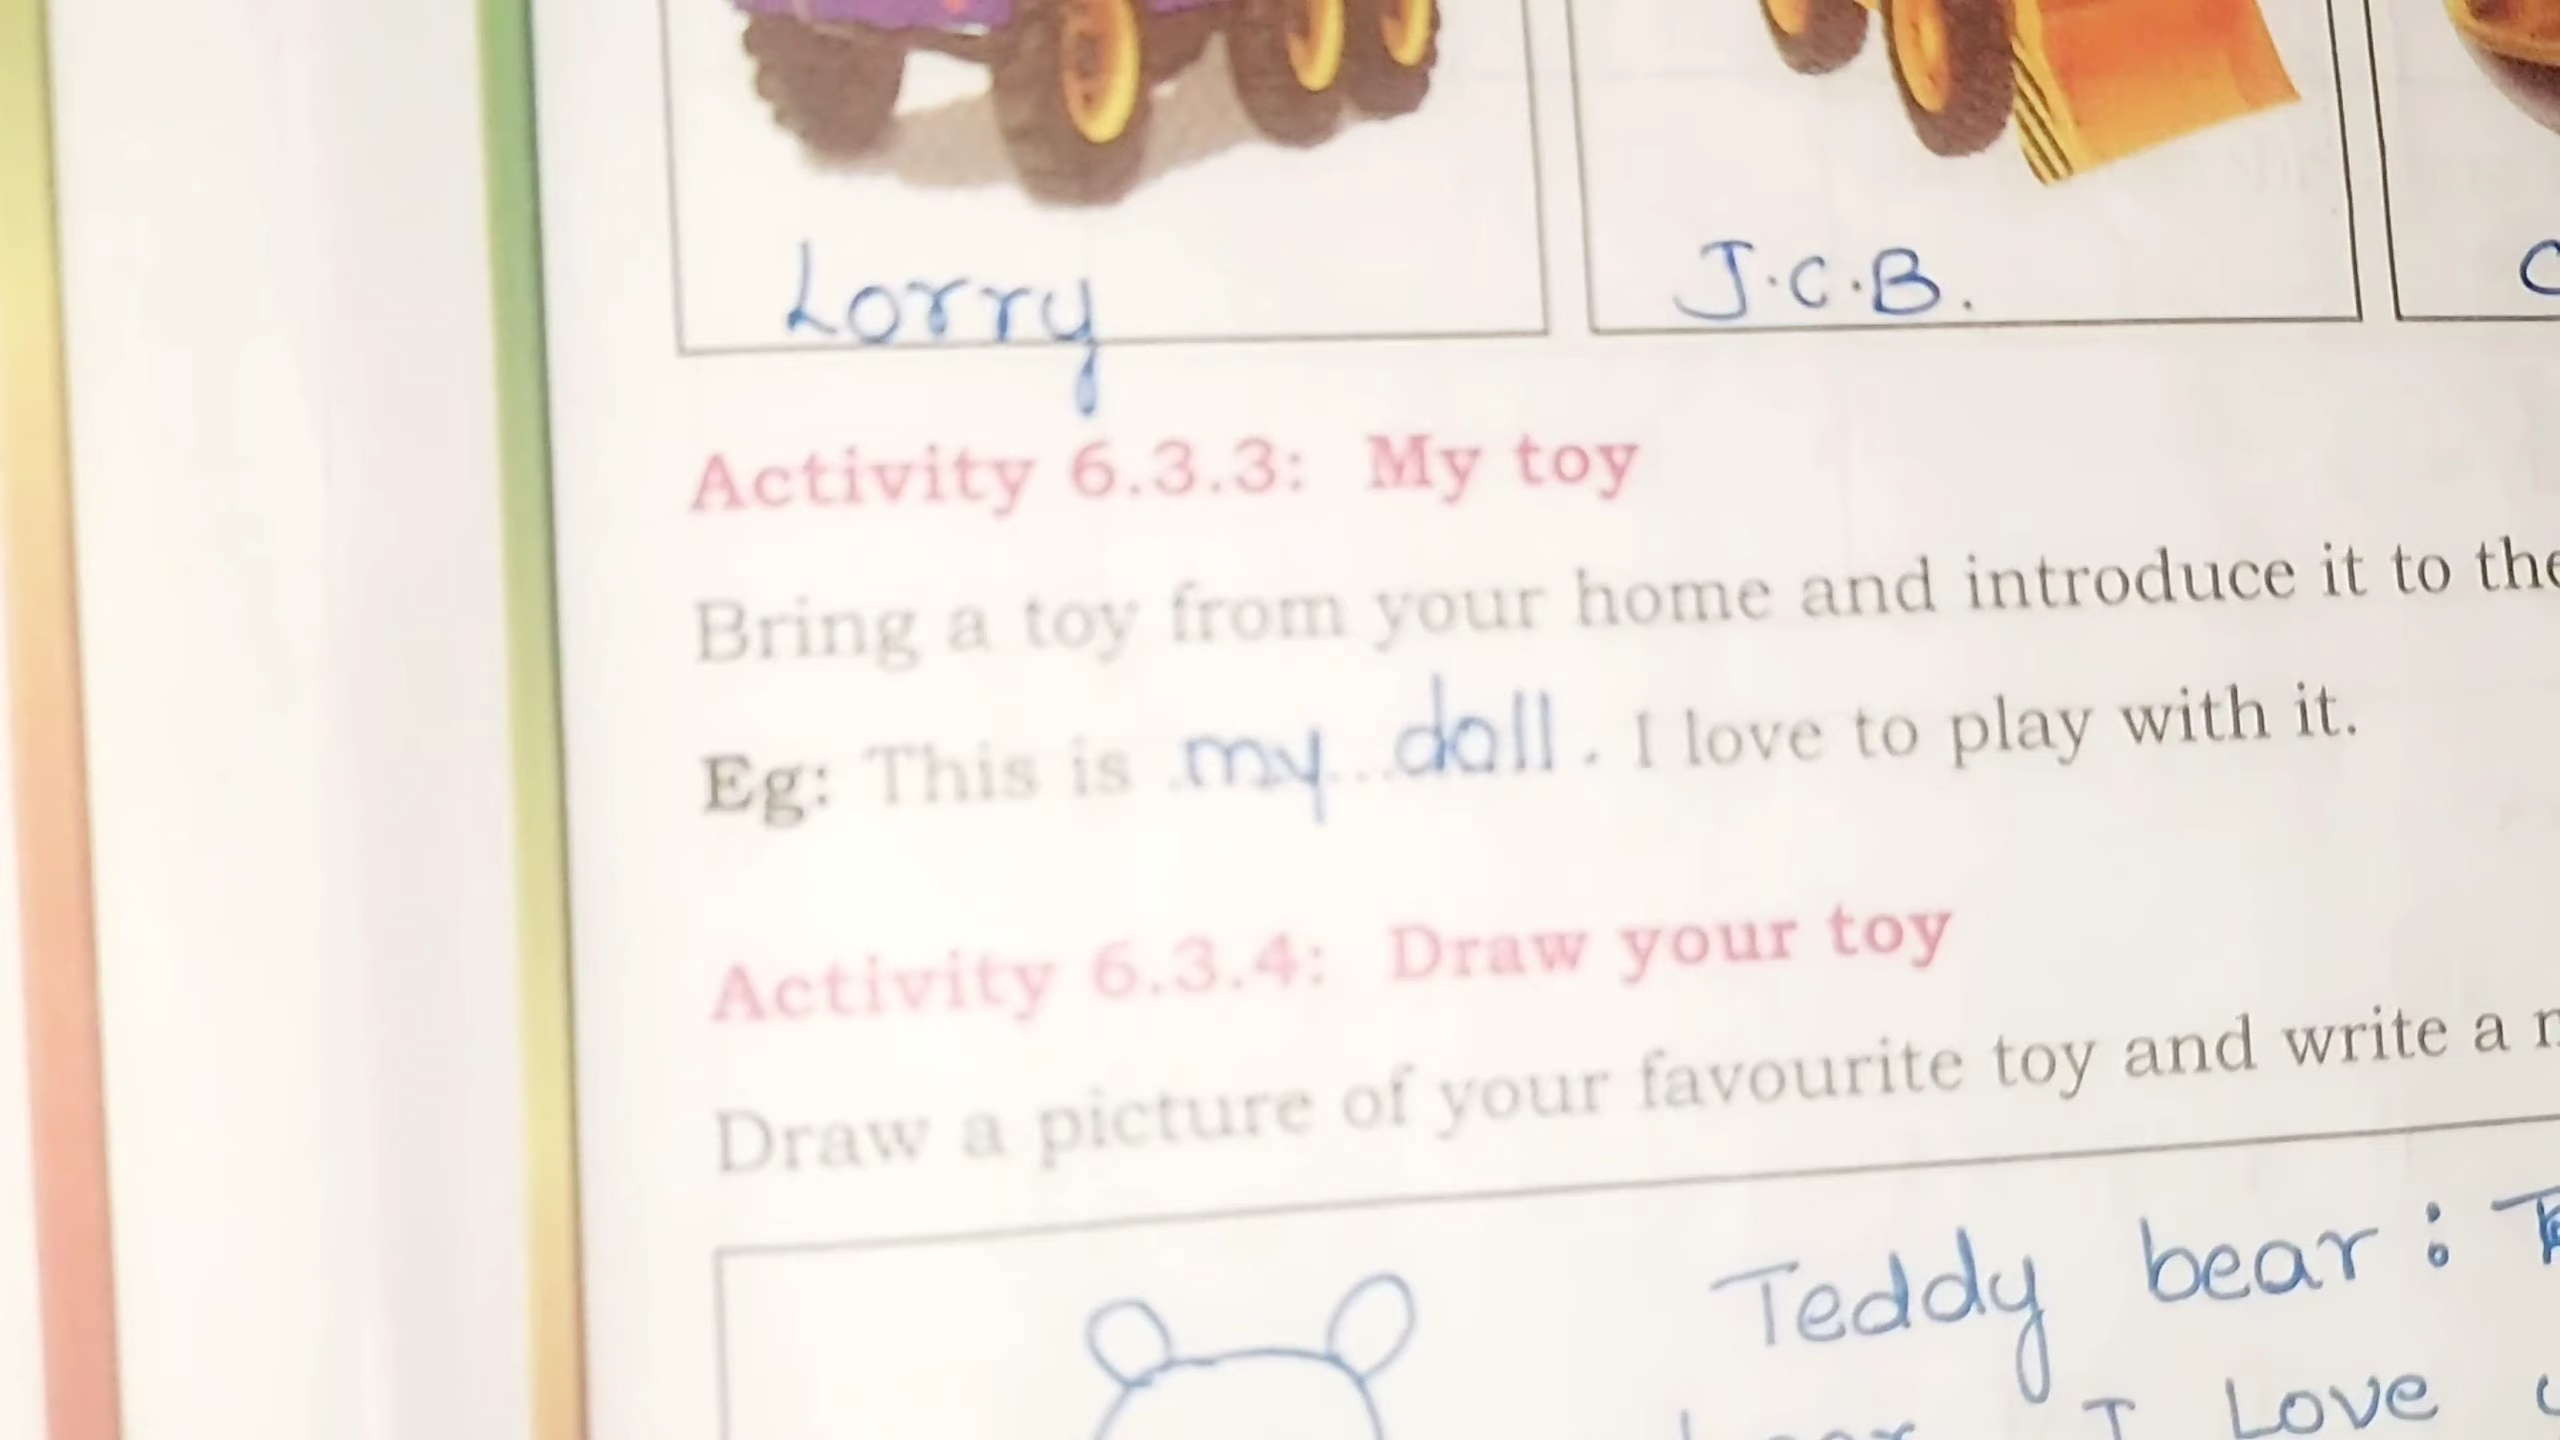 Lorry J.C.B.
Activity 6.3.3: My toy
Bring a toy from your home and introduce it to the
Eg: This is my doll. I love to play with it.
Activity 6.3.4: Draw your toy
Draw a picture of your favourite toy and write a
Teddy bear:
I Love